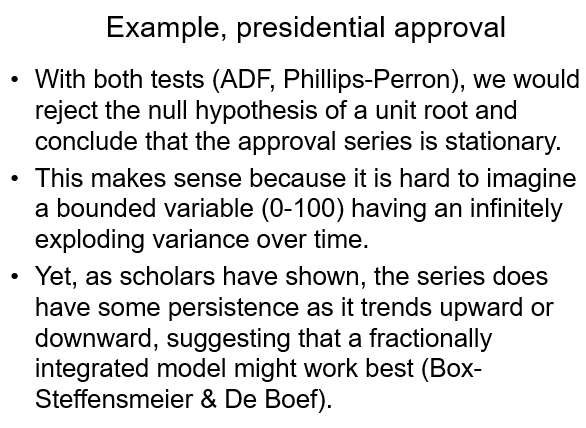 Example, presidential approval
• With both tests (ADF, Phillips-Perron), we would
reject the null hypothesis of a unit root and
conclude that the approval series is stationary.
• This makes sense because it is hard to imagine
a bounded variable (0-100) having an infinitely
exploding variance over time.
• Yet, as scholars have shown, the series does
have some persistence as it trends upward or
downward, suggesting that a fractionally
integrated model might work best (Box-
Steffensmeier & De Boef).